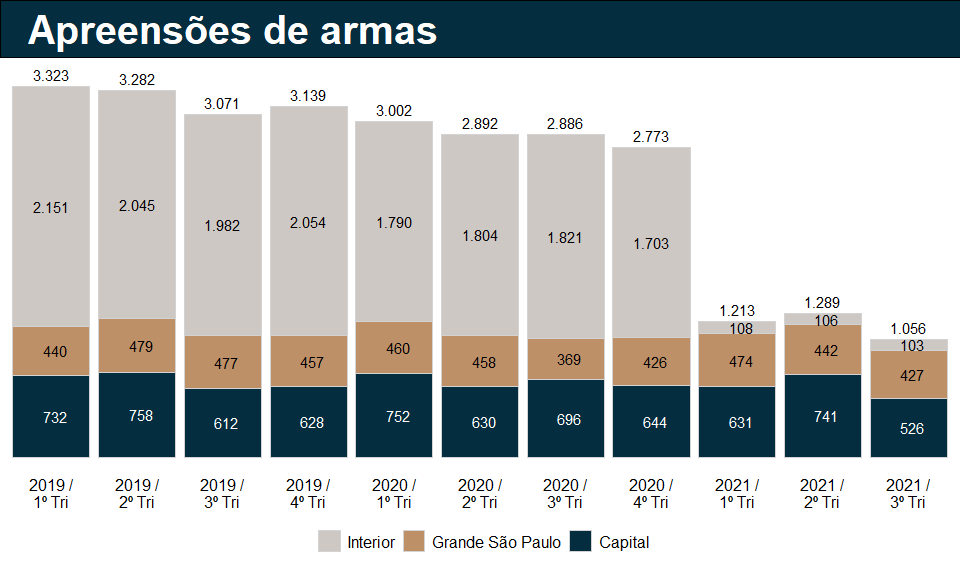 Apreensões de armas
3.323 3.282 3.071 3.139 3.002 2.892 2.886 2.773 1.213 1.289 1.056
2.151 2.045 1.982 2.054 1.790 1.804 1.821 1.703 108 106 103
440 479 477 457 460 458 369 426 474 442 427
732 758 612 628 752 630 696 644 631 741 526
2019 / 2019 / 2019 / 2019 / 2020 / 2020 / 2020 / 2020 / 2021 / 2021 / 2021 /
1º Tri 2º Tri 3º Tri 4º Tri 1º Tri 2º Tri 3º Tri 4º Tri 1º Tri 2º Tri 3º Tri
Interior Grande São Paulo Capital